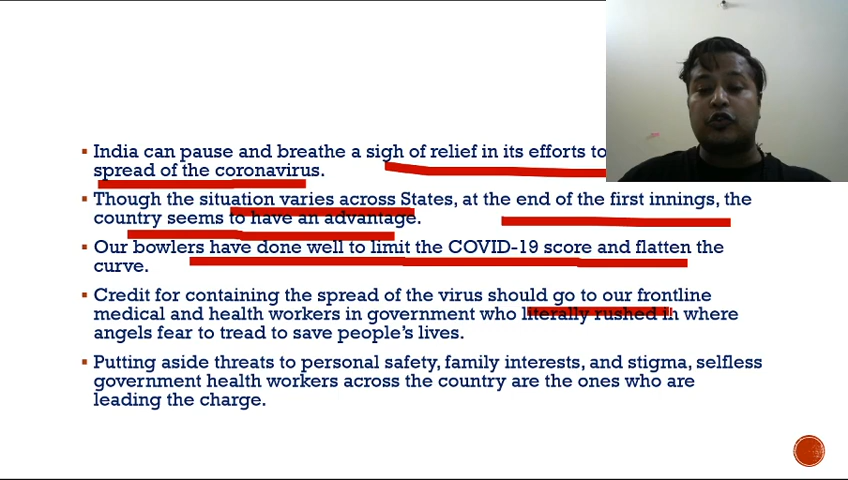 ▪ India can pause and breathe a sigh of relief in its efforts to
spread of the coronavirus.
▪ Though the situation varies across States, at the end of the first innings, the
country seems to have an advantage.
▪ Our bowlers have done well to limit the COVID-19 score and flatten the
curve.
▪ Credit for containing the spread of the virus should go to our frontline
medical and health workers in government who literally rushed in where
angels fear to tread to save people's lives.
▪ Putting aside threats to personal safety, family interests, and stigma, selfless
government health workers across the country are the ones who are
leading the charge.